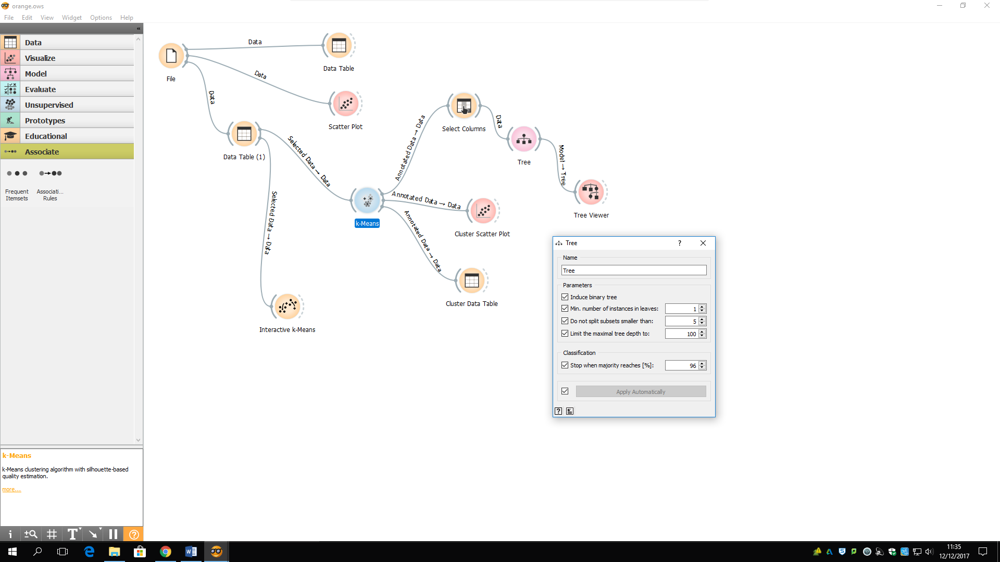 orange.ows
File Edit View Widget Options Help
«
Data
Visualize
Model
Evaluate
Unsupervised
Prototypes
Educational
Associate
Frequent
Itemsets
Associati...
Rules
k-Means
k-Means clustering algorithm with silhouette-based
quality estimation.
more...
File
Data
Data Table
Data
Scatter Plot
Data
Data Table (1)
Selected Data → Data
Selected Data → Data
Interactive k-Means
k-Means
Annotated Data → Data
Select Columns
Data
Tree
Model → Tree
Tree Viewer
Annotated Data → Data
Cluster Scatter Plot
Annotated Data → Data
Cluster Data Table
Tree ?
Name
Tree
Parameters
Induce binary tree
Min. number of instances in leaves: 1
Do not split subsets smaller than: 5
Limit the maximal tree depth to: 100
Classification
Stop when majority reaches [%]: 96
Apply Automatically
?
i ± # T ?
11:35
12/12/2017